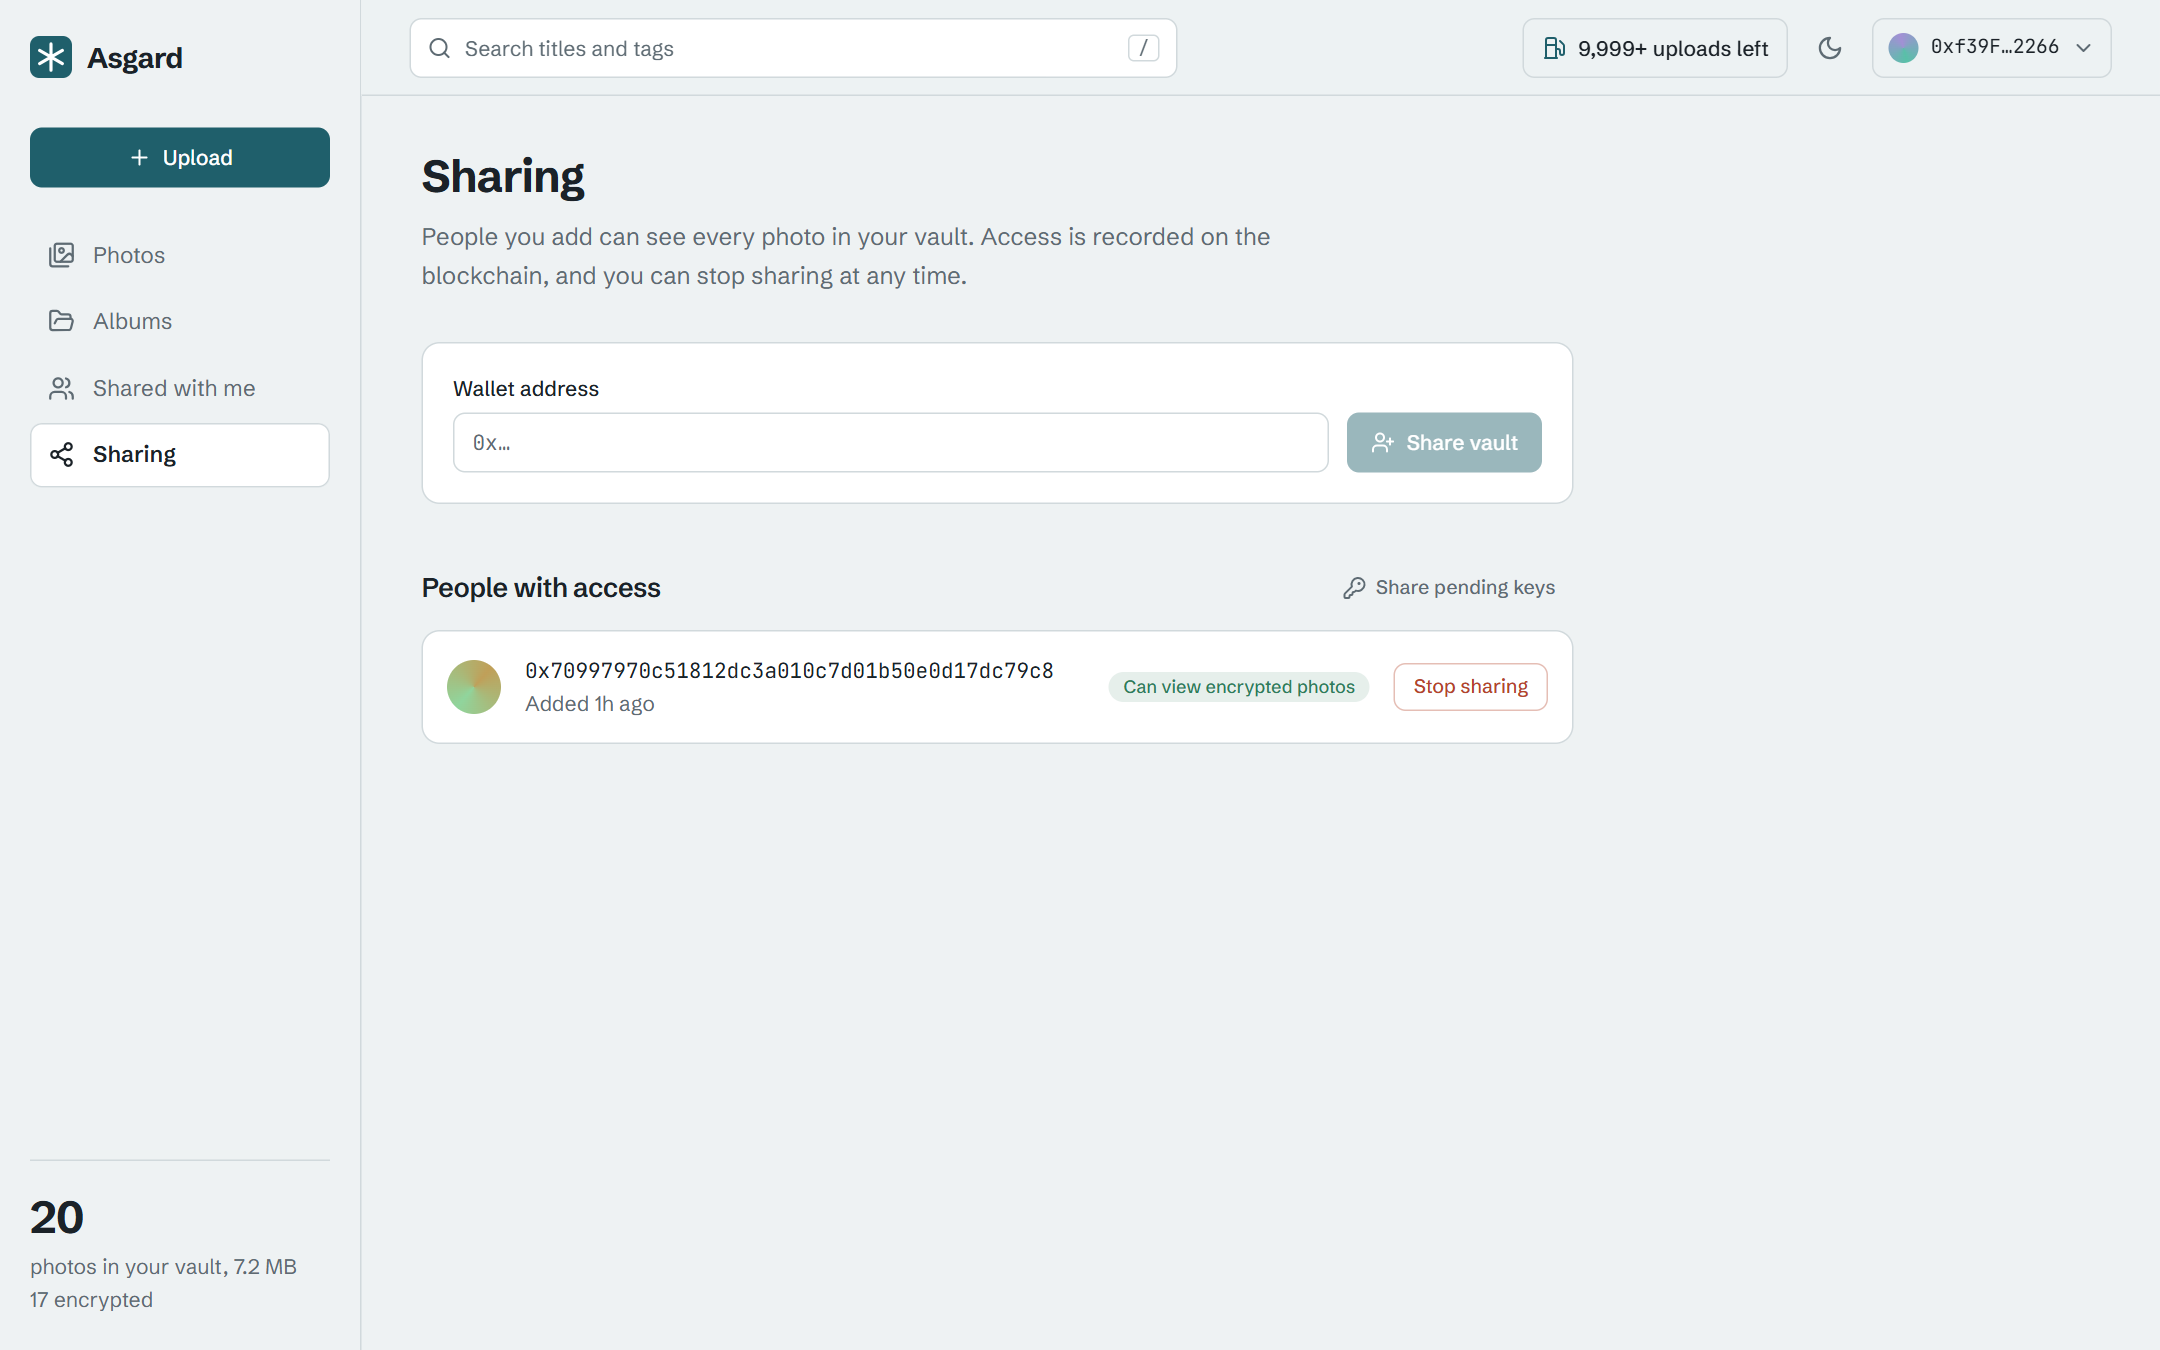 Asgard
Search titles and tags
/
9,999+ uploads left
0xf39F…2266
+ Upload
Photos
Albums
Shared with me
Sharing
Sharing
People you add can see every photo in your vault. Access is recorded on the
blockchain, and you can stop sharing at any time.
Wallet address
0x…
Share vault
People with access
Share pending keys
0x70997970c51812dc3a010c7d01b50e0d17dc79c8
Added 1h ago
Can view encrypted photos
Stop sharing
20
photos in your vault, 7.2 MB
17 encrypted